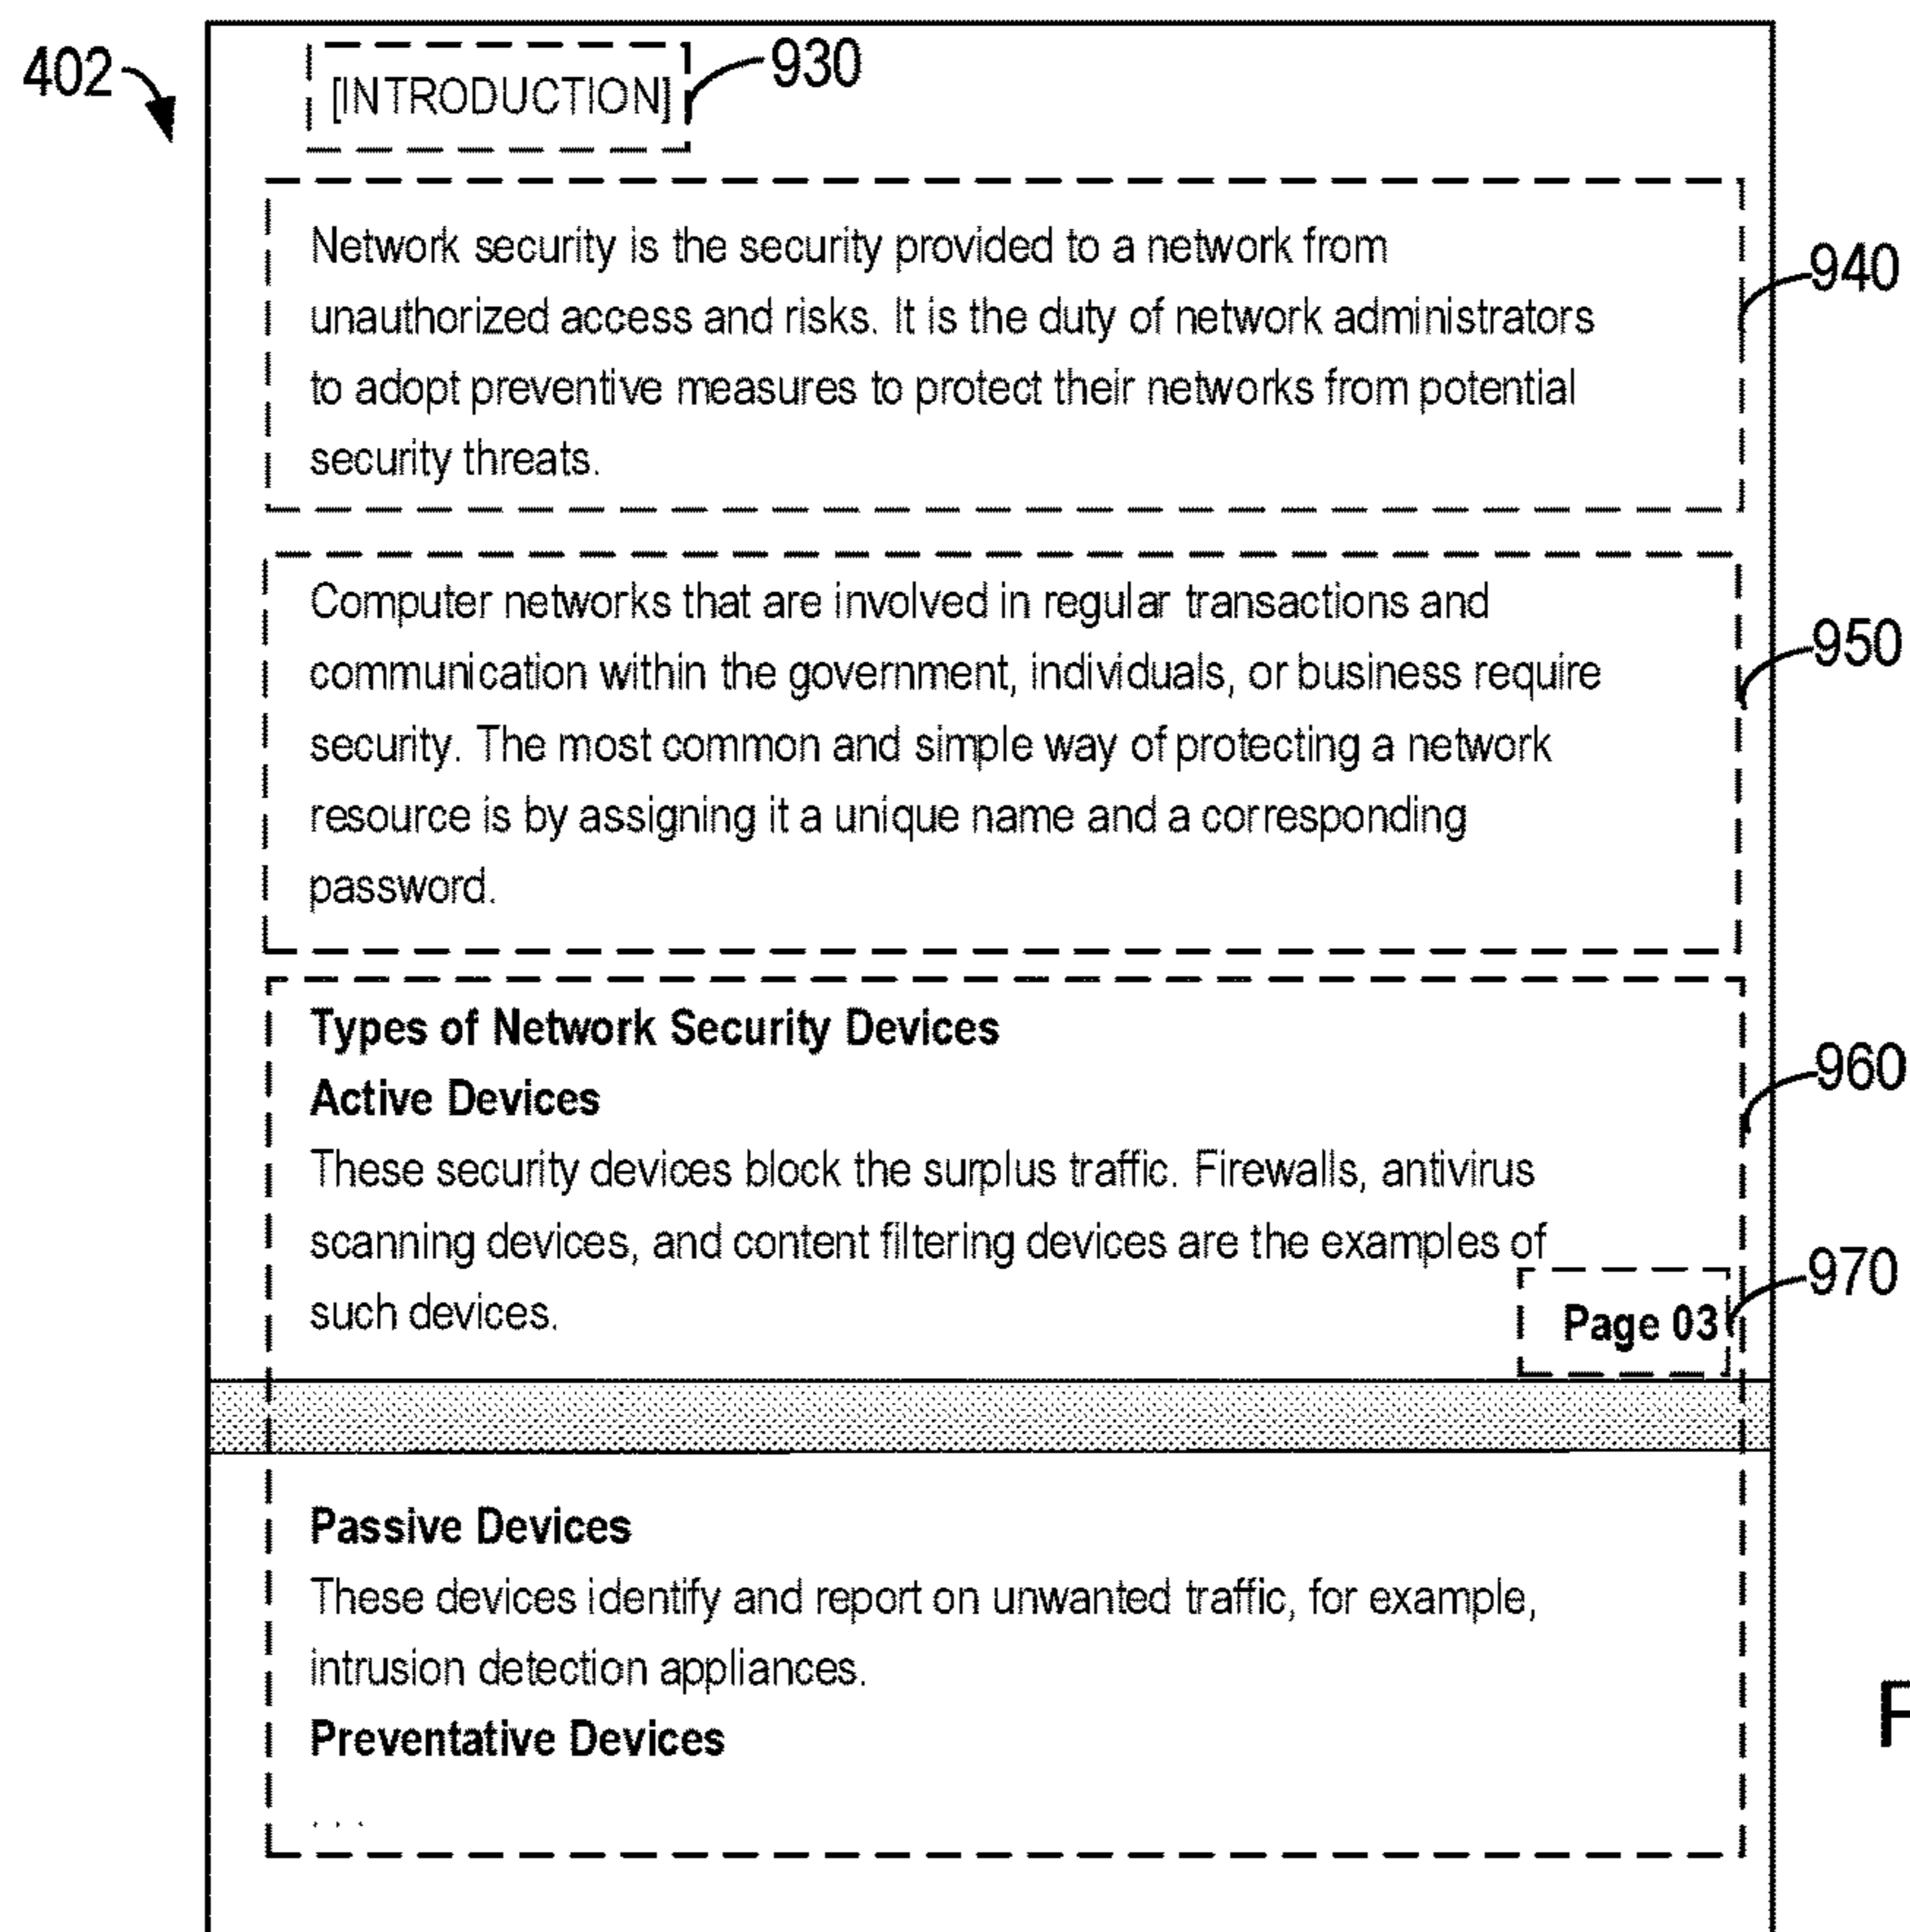 402
[INTRODUCTION]
930
Network security is the security provided to a network from
unauthorized access and risks. It is the duty of network administrators
to adopt preventive measures to protect their networks from potential
security threats.
940
Computer networks that are involved in regular transactions and
communication within the government, individuals, or business require
security. The most common and simple way of protecting a network
resource is by assigning it a unique name and a corresponding
password.
950
Types of Network Security Devices
Active Devices
These security devices block the surplus traffic. Firewalls, antivirus
scanning devices, and content filtering devices are the examples of
such devices.
960
Page 03
970
Passive Devices
These devices identify and report on unwanted traffic, for example,
intrusion detection appliances.
Preventative Devices
...